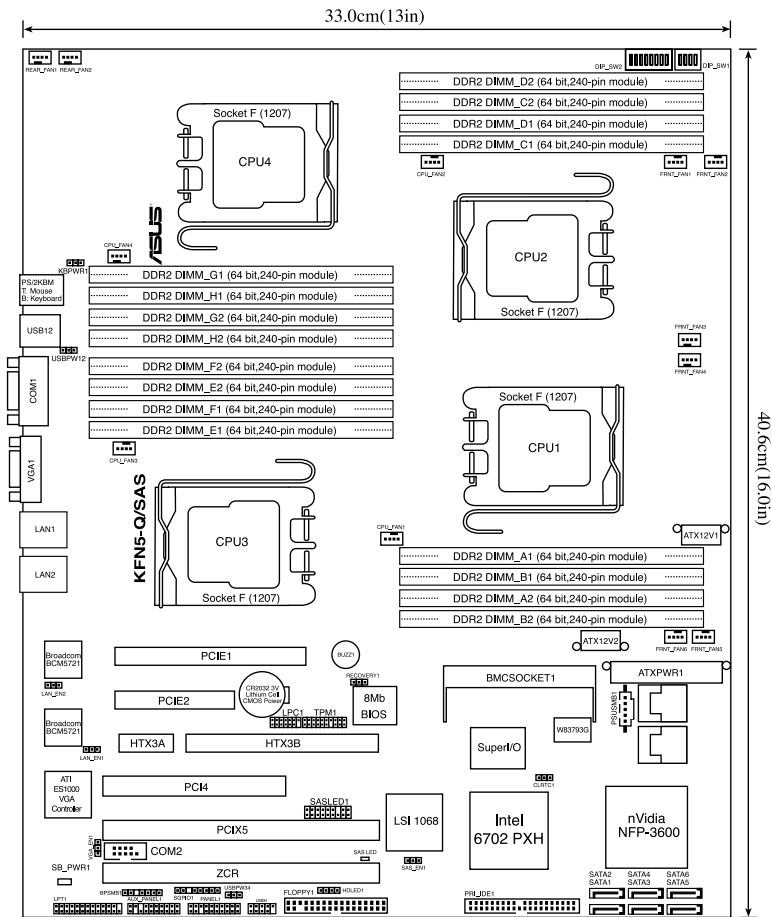 33.0cm(13in)
REAR_FAN1
REAR_FAN2
DIP_SW2
DIP_SW1
DDR2 DIMM_D2 (64 bit,240-pin module)
DDR2 DIMM_C2 (64 bit,240-pin module)
DDR2 DIMM_D1 (64 bit,240-pin module)
DDR2 DIMM_C1 (64 bit,240-pin module)
Socket F (1207)
CPU4
CPU_FAN2
FRNT_FAN1
FRNT_FAN2
ASUS
CPU_FAN4
KBPWR1
CPU2
Socket F (1207)
PS/2KBM
T: Mouse
B: Keyboard
DDR2 DIMM_G1 (64 bit,240-pin module)
DDR2 DIMM_H1 (64 bit,240-pin module)
DDR2 DIMM_G2 (64 bit,240-pin module)
DDR2 DIMM_H2 (64 bit,240-pin module)
USB12
USBPW12
FRNT_FAN3
FRNT_FAN4
DDR2 DIMM_F2 (64 bit,240-pin module)
DDR2 DIMM_E2 (64 bit,240-pin module)
DDR2 DIMM_F1 (64 bit,240-pin module)
DDR2 DIMM_E1 (64 bit,240-pin module)
COM1
Socket F (1207)
CPU1
40.6cm(16.0in)
VGA1
CPU_FAN3
KFN5-Q/SAS
LAN1
LAN2
CPU3
Socket F (1207)
CPU_FAN1
ATX12V1
DDR2 DIMM_A1 (64 bit,240-pin module)
DDR2 DIMM_B1 (64 bit,240-pin module)
DDR2 DIMM_A2 (64 bit,240-pin module)
DDR2 DIMM_B2 (64 bit,240-pin module)
ATX12V2
FRNT_FAN6
FRNT_FAN5
Broadcom
BCM5721
PCIE1
BUZZ1
RECOVERY1
BMCSOCKET1
ATXPWR1
LAN_EN2
PCIE2
CR2032 3V
Lithium Cell
CMOS Power
8Mb
BIOS
LPC1
TPM1
PSUSMB1
Broadcom
BCM5721
W83793G
HTX3A
HTX3B
SuperI/O
LAN_EN1
CLRTC1
ATI
ES1000
VGA
Controller
PCI4
SASLED1
LSI 1068
Intel
6702 PXH
nVidia
NFP-3600
PCIX5
VGA_EN1
COM2
SAS LED
SAS_EN1
SB_PWR1
ZCR
SATA2
SATA1
SATA4
SATA3
SATA6
SATA5
LPT1
BPSMB1
AUX_PANEL1
SGPIO1
PANEL1
USBPW34
FLOPPY1
HDLED1
PRI_IDE1